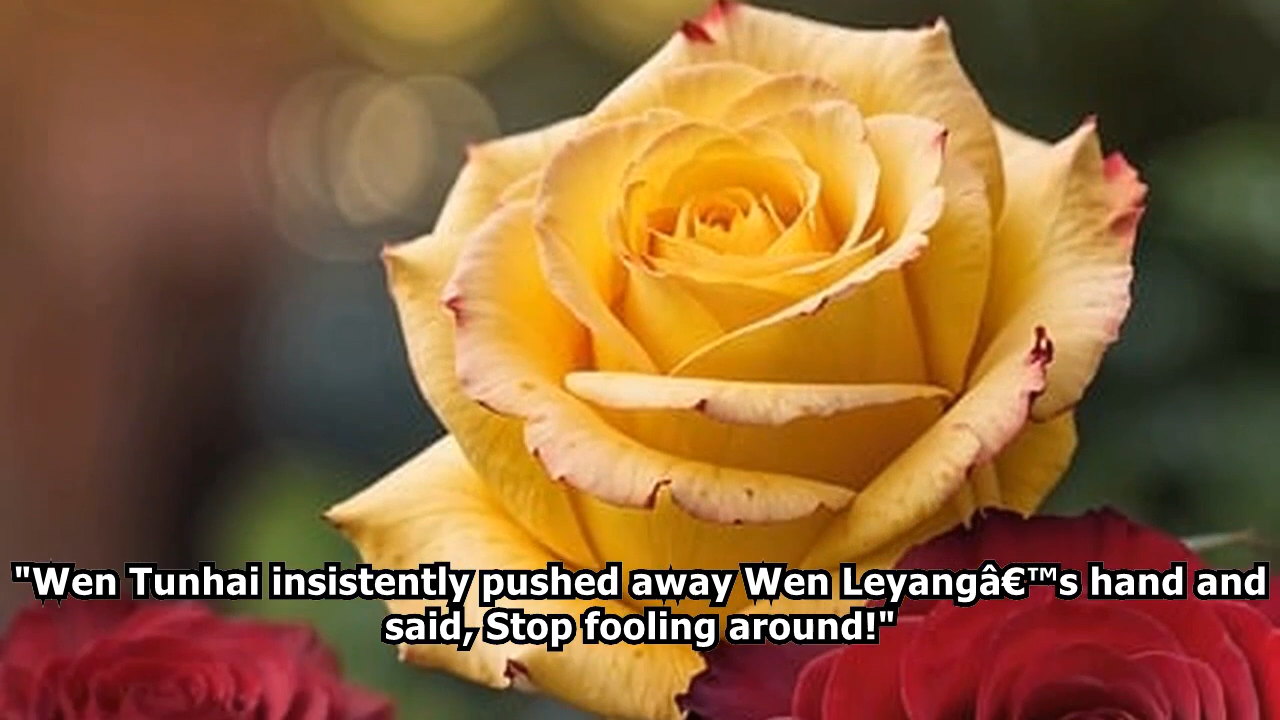 "Wen Tunhai insistently pushed away Wen Leyangâ€™s hand and
said, Stop fooling around!"